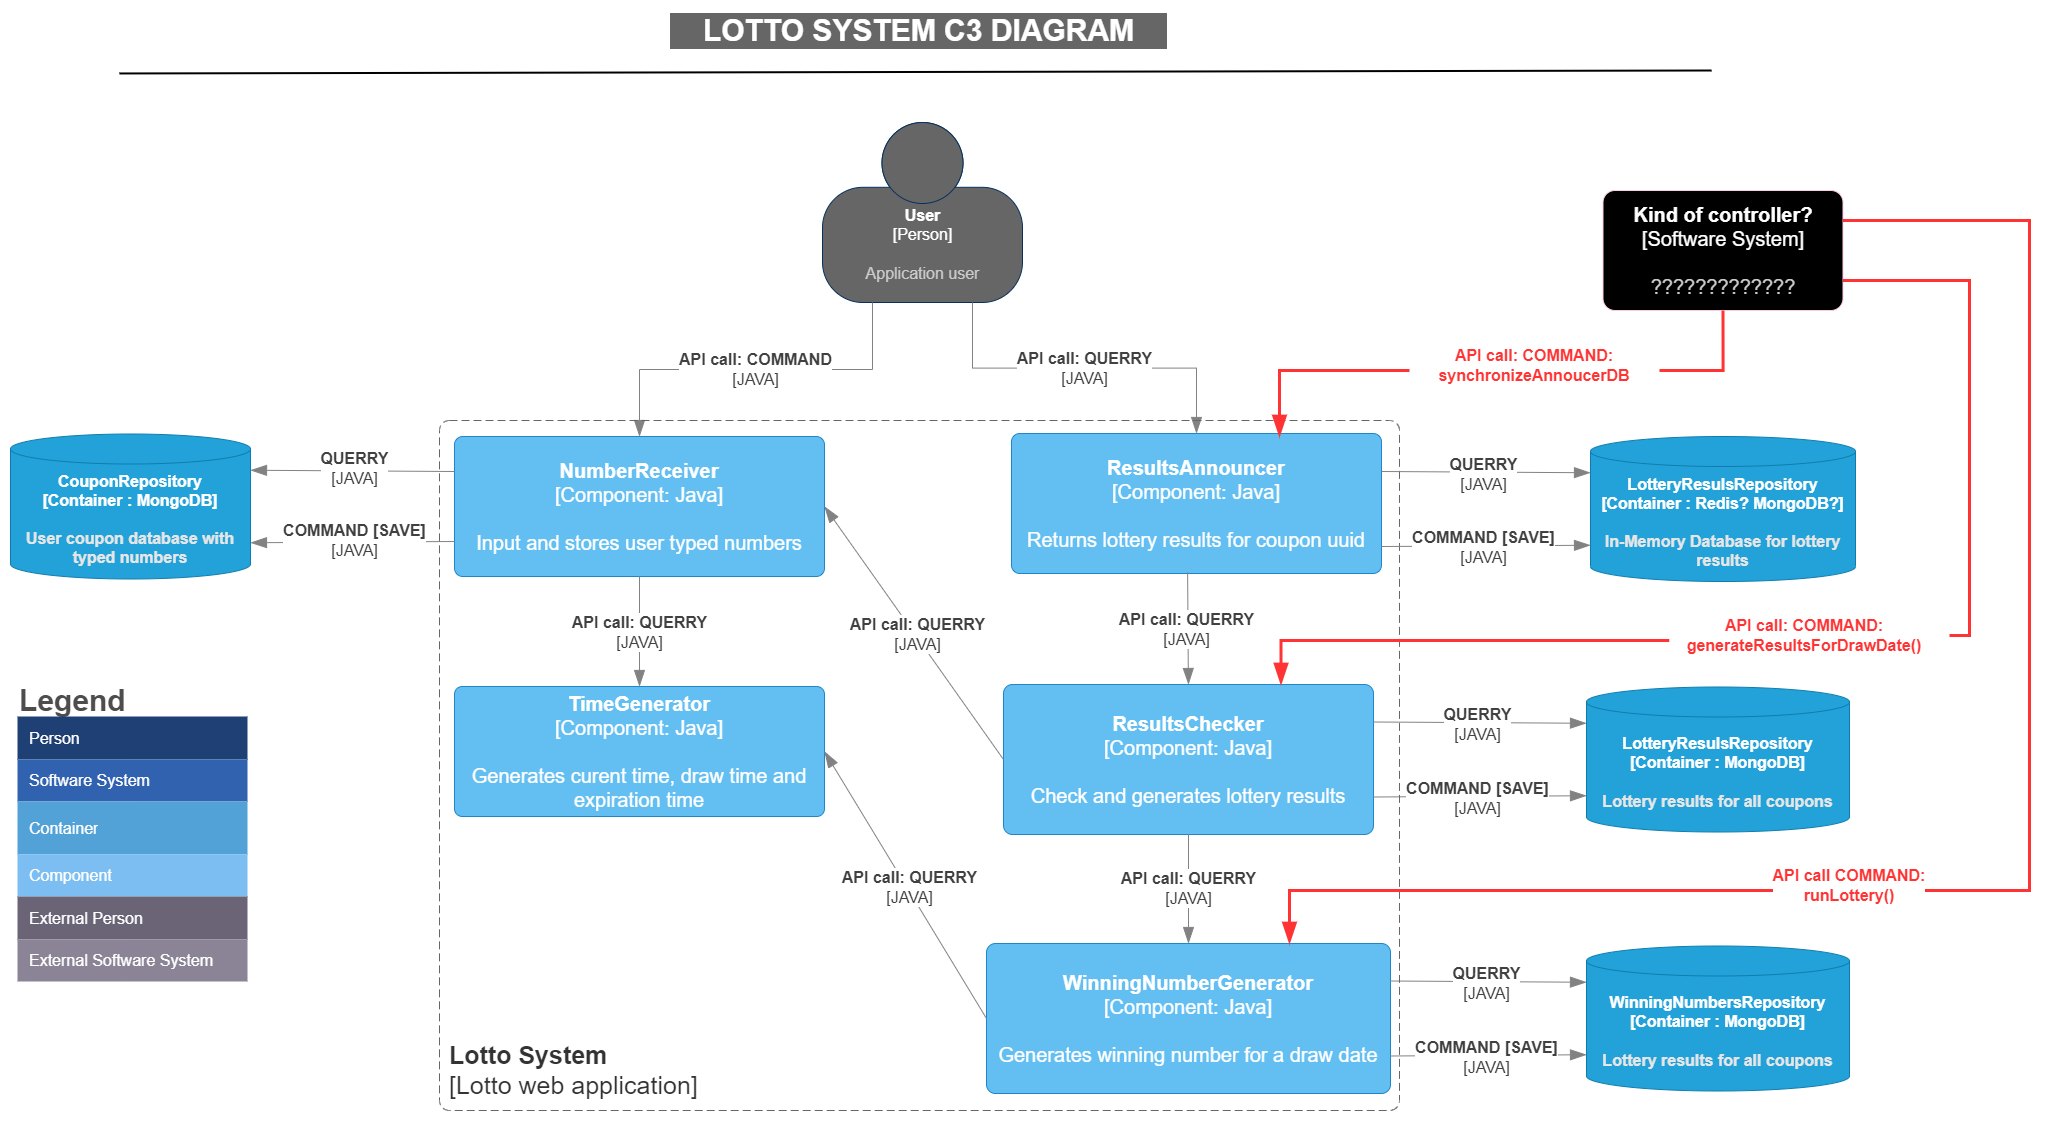 LOTTO SYSTEM C3 DIAGRAM
User
[Person]
Application user
Kind of controller?
[Software System]
?????????????
API call: COMMAND
[JAVA]
API call: QUERRY
[JAVA]
API call: COMMAND:
synchronizeAnnoucerDB
CouponRepository
[Container : MongoDB]
User coupon database with
typed numbers
QUERRY
[JAVA]
COMMAND [SAVE]
[JAVA]
NumberReceiver
[Component: Java]
Input and stores user typed numbers
ResultsAnnouncer
[Component: Java]
Returns lottery results for coupon uuid
QUERRY
[JAVA]
COMMAND [SAVE]
[JAVA]
LotteryResulsRepository
[Container : Redis? MongoDB?]
In-Memory Database for lottery
results
API call: QUERRY
[JAVA]
API call: QUERRY
[JAVA]
API call: QUERRY
[JAVA]
API call: COMMAND:
generateResultsForDrawDate()
TimeGenerator
[Component: Java]
Generates curent time, draw time and
expiration time
ResultsChecker
[Component: Java]
Check and generates lottery results
QUERRY
[JAVA]
COMMAND [SAVE]
[JAVA]
LotteryResulsRepository
[Container : MongoDB]
Lottery results for all coupons
API call: QUERRY
[JAVA]
API call: QUERRY
[JAVA]
API call COMMAND:
runLottery()
WinningNumberGenerator
[Component: Java]
Generates winning number for a draw date
QUERRY
[JAVA]
COMMAND [SAVE]
[JAVA]
WinningNumbersRepository
[Container : MongoDB]
Lottery results for all coupons
Lotto System
[Lotto web application]
Legend
Person
Software System
Container
Component
External Person
External Software System